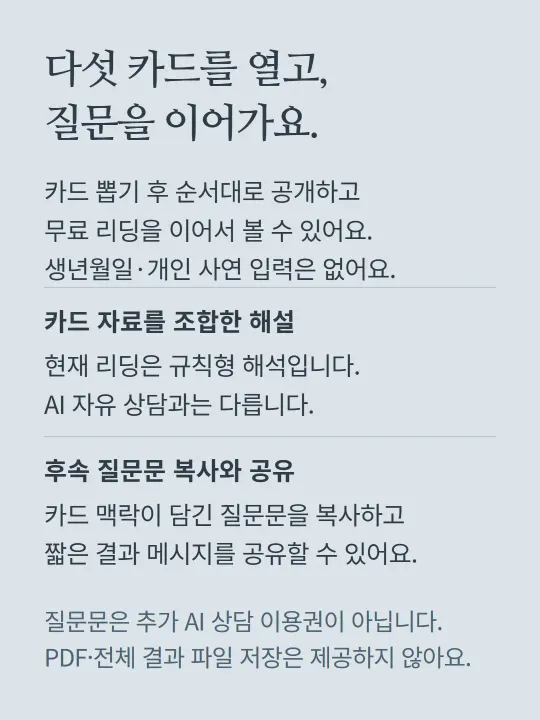 다섯 카드를 열고,
질문을 이어가요.
카드 뽑기 후 순서대로 공개하고
무료 리딩을 이어서 볼 수 있어요.
생년월일·개인 사연 입력은 없어요.
카드 자료를 조합한 해설
현재 리딩은 규칙형 해석입니다.
AI 자유 상담과는 다릅니다.
후속 질문문 복사와 공유
카드 맥락이 담긴 질문문을 복사하고
짧은 결과 메시지를 공유할 수 있어요.
질문문은 추가 AI 상담 이용권이 아닙니다.
PDF·전체 결과 파일 저장은 제공하지 않아요.